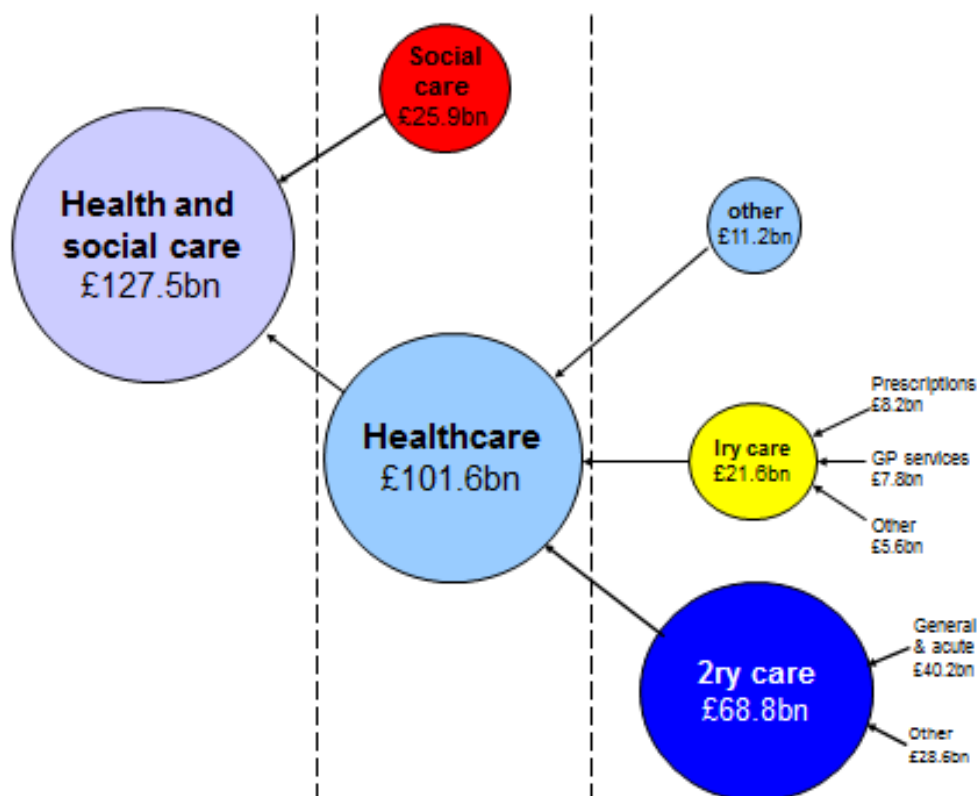 Social
care
£25.9bn
Health and
social care
£127.5bn
other
£11.2bn
Healthcare
£101.6bn
Prescriptions
£8.2bn
Iry care
£21.6bn
GP services
£7.8bn
Other
£5.6bn
2ry care
£68.8bn
General
& acute
£40.2bn
Other
£28.6bn